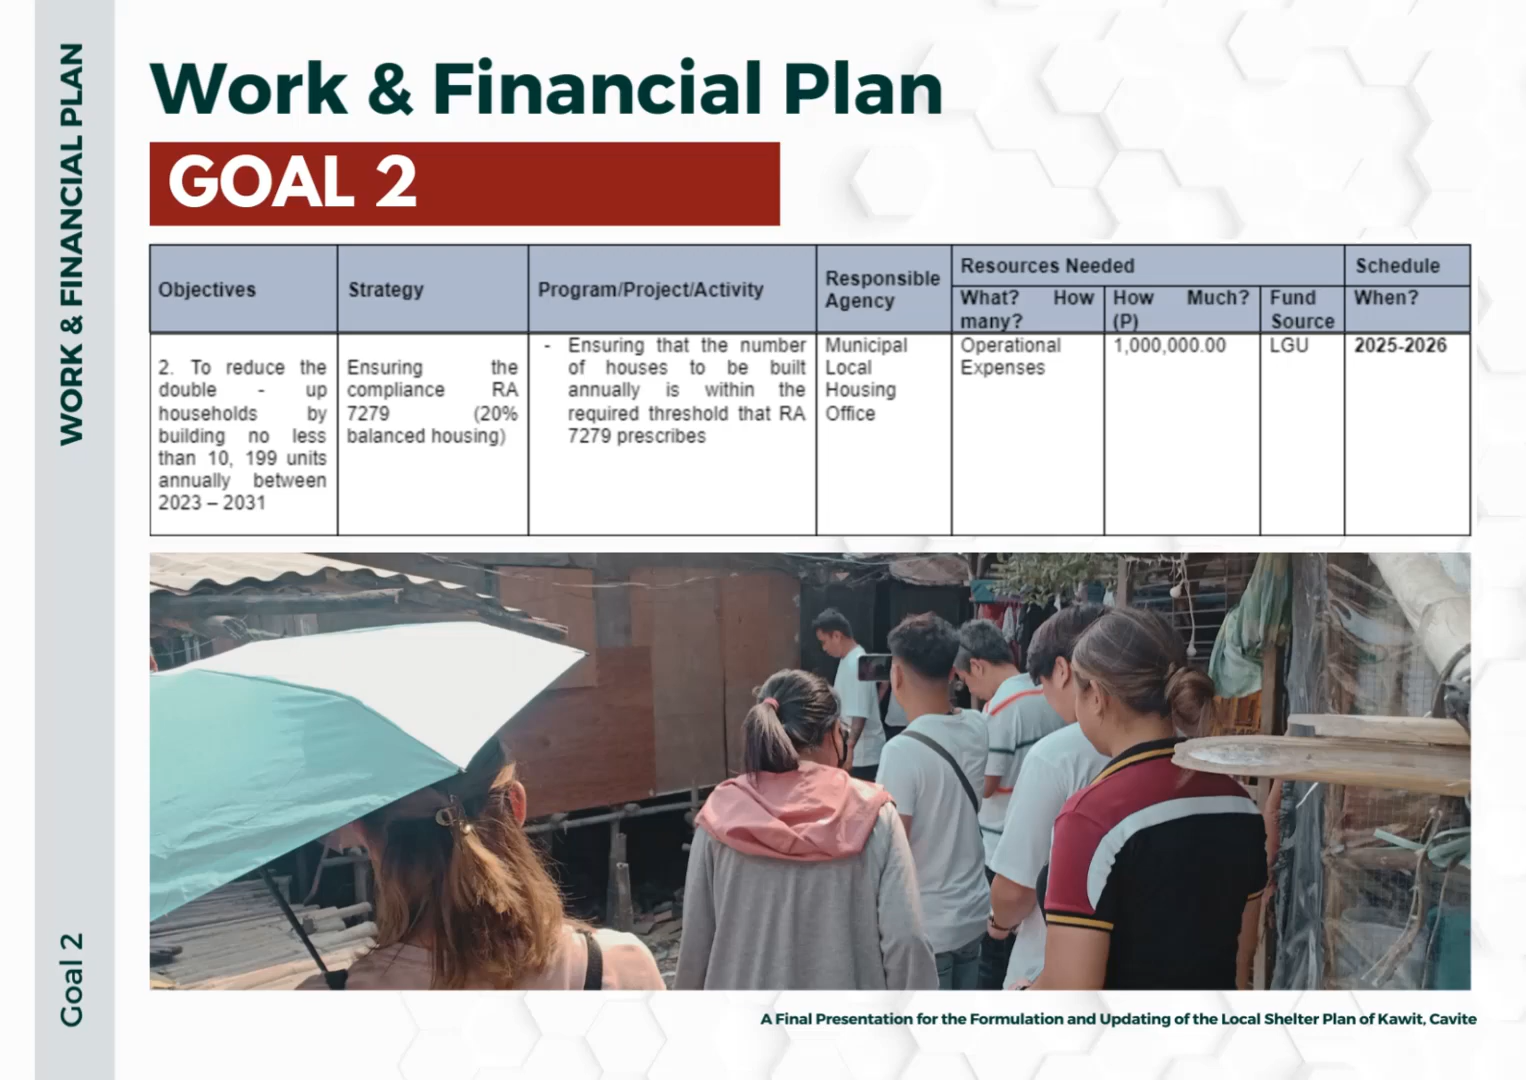 WORK & FINANCIAL PLAN
Goal 2
Work & Financial Plan
GOAL 2
Objectives
Strategy
Program/Project/Activity
Responsible
Agency
Resources Needed
Schedule
What? How
many?
How Much?
(P)
Fund
Source
When?
2. To reduce the
double - up
households by
building no less
than 10, 199 units
annually between
2023 – 2031
Ensuring the
compliance RA
7279 (20%
balanced housing)
- Ensuring that the number
of houses to be built
annually is within the
required threshold that RA
7279 prescribes
Municipal
Local
Housing
Office
Operational
Expenses
1,000,000.00
LGU
2025-2026
A Final Presentation for the Formulation and Updating of the Local Shelter Plan of Kawit, Cavite